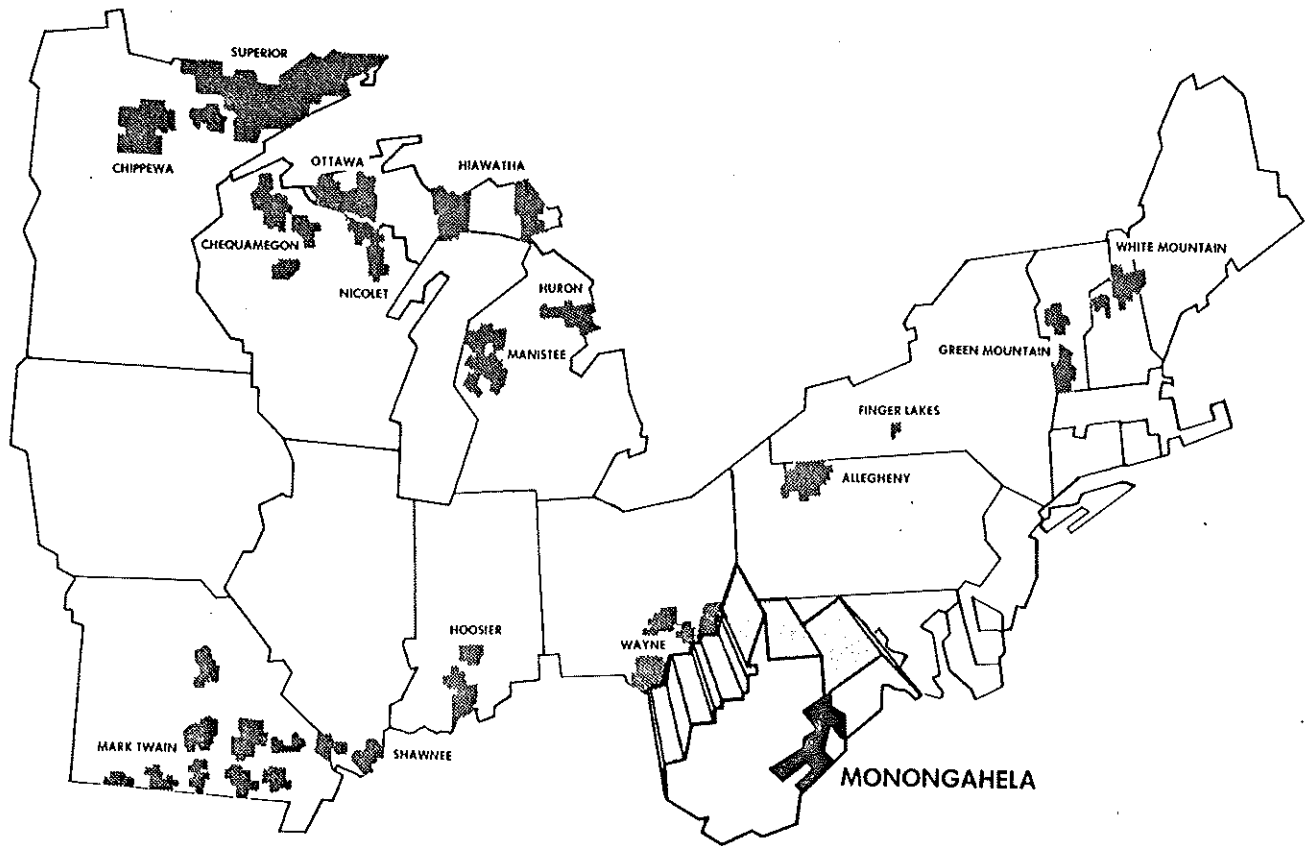 SUPERIOR
CHIPPEWA
OTTAWA
HIAWATHA
CHEQUAMEGON
NICOLET
HURON
MANISTEE
WHITE MOUNTAIN
GREEN MOUNTAIN
FINGER LAKES
ALLEGHENY
HOOSIER
WAYNE
MARK TWAIN
SHAWNEE
MONONGAHELA